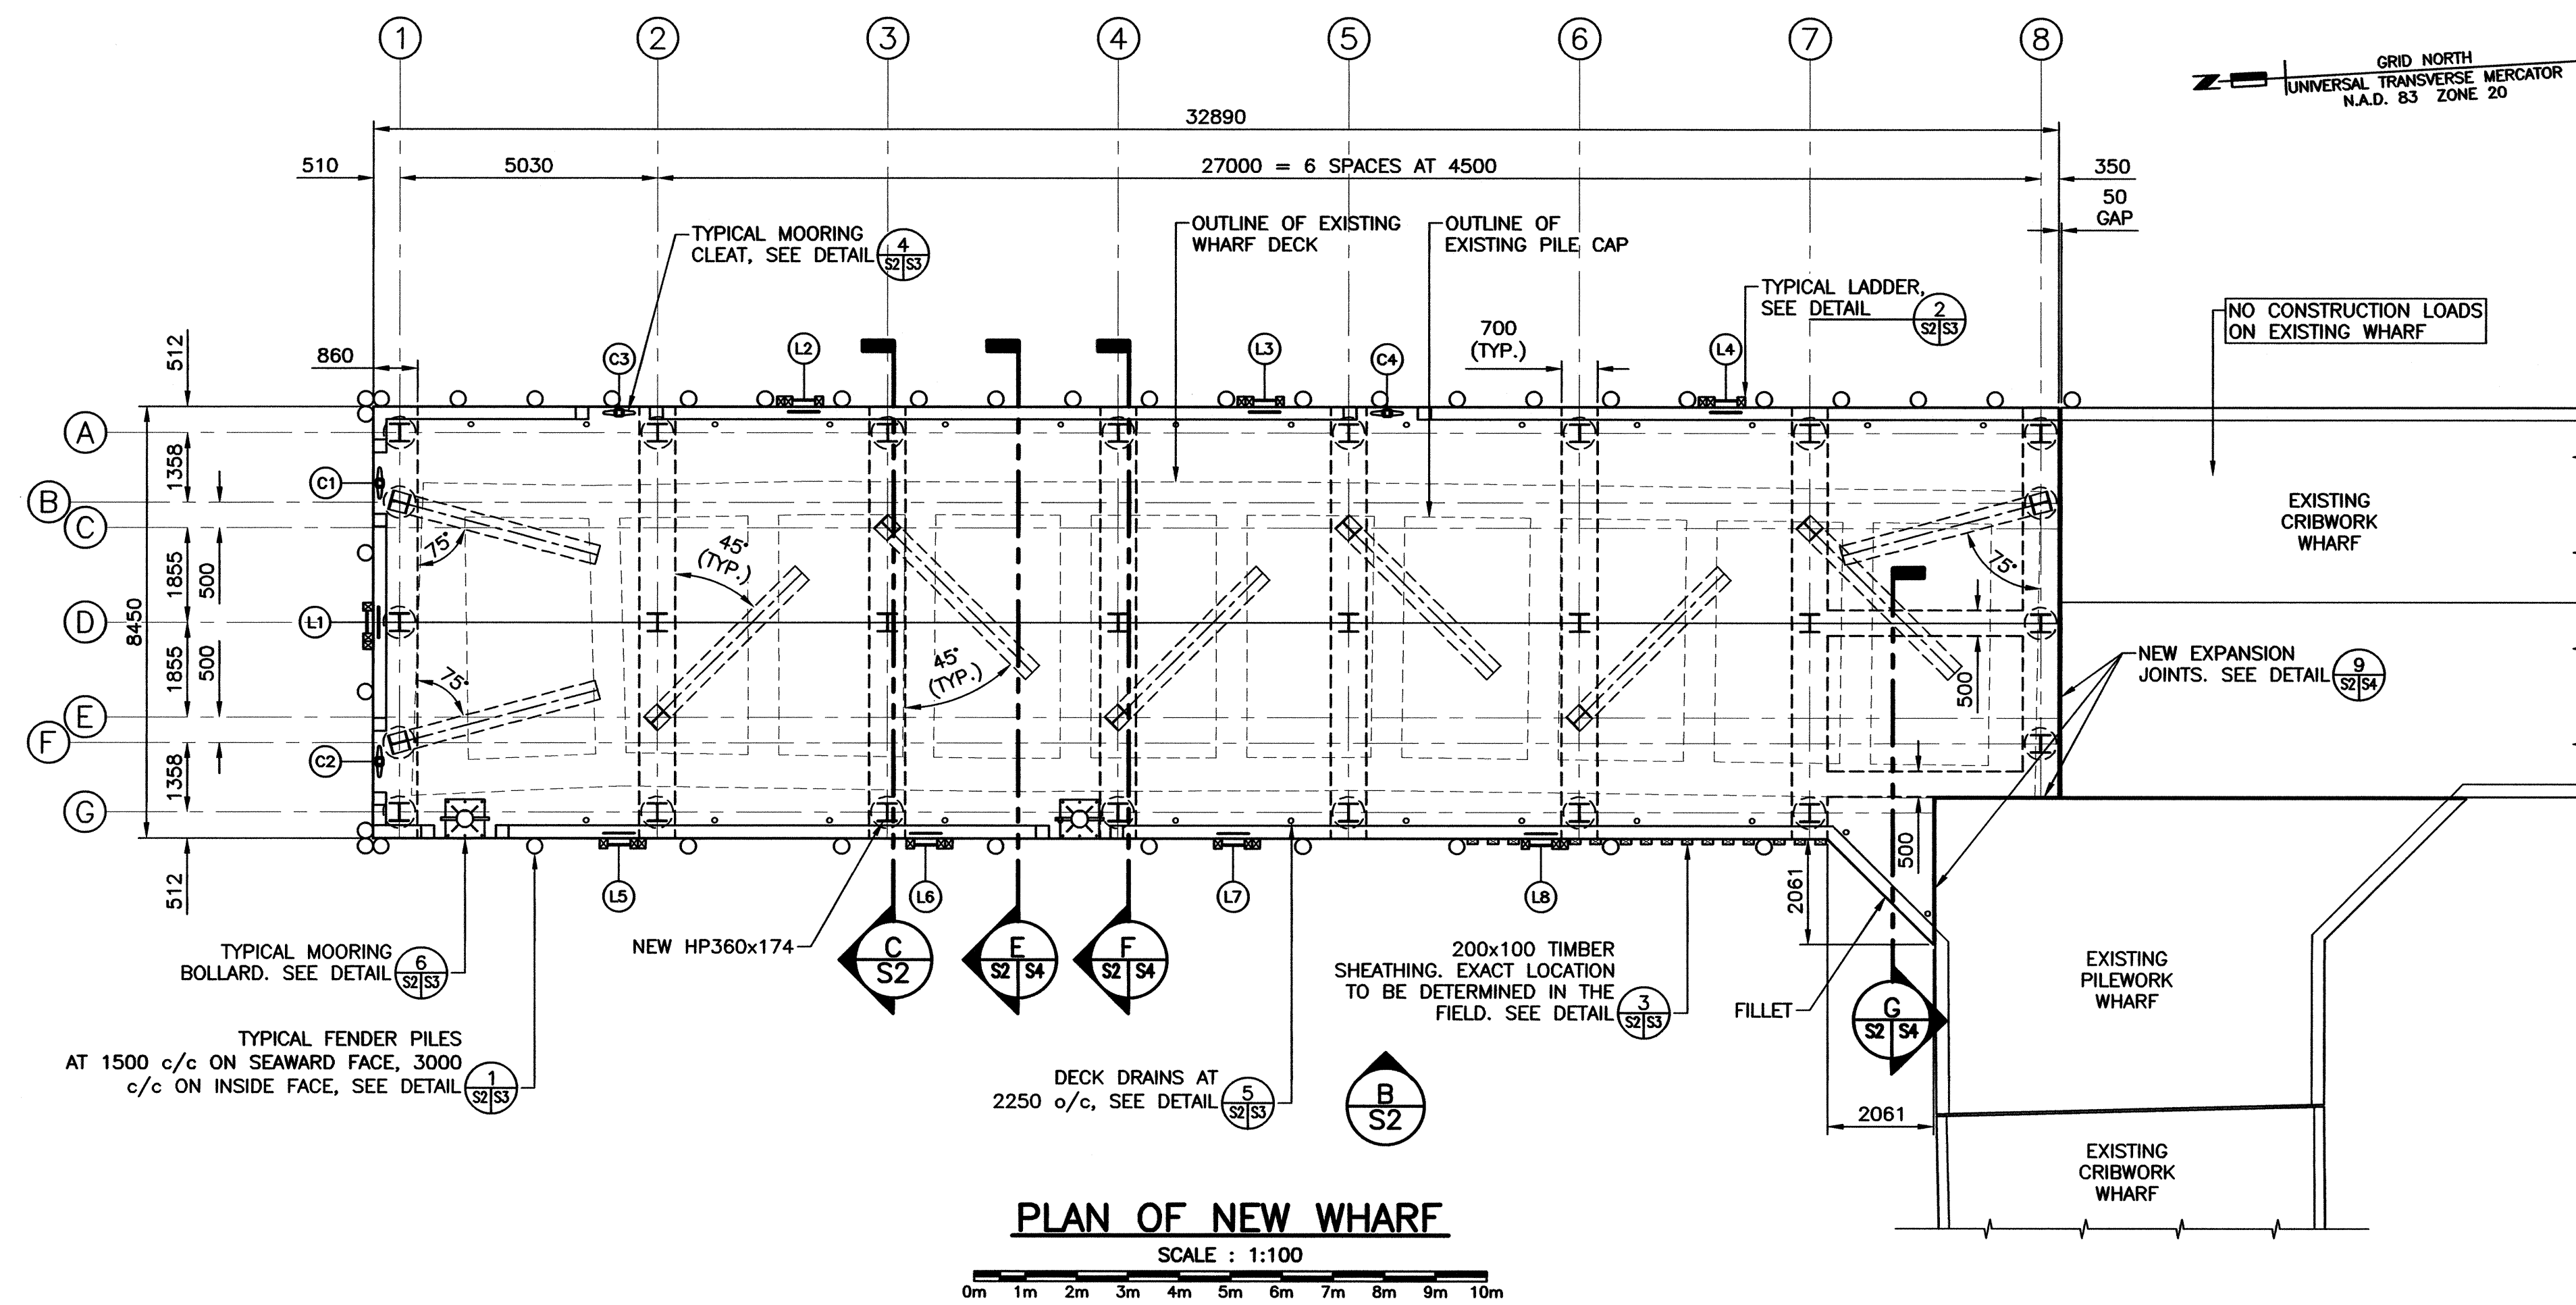 1
2
3
4
5
6
7
8
GRID NORTH
UNIVERSAL TRANSVERSE MERCATOR
N.A.D. 83 ZONE 20
32890
510
5030
27000 = 6 SPACES AT 4500
350
50
GAP
TYPICAL MOORING
CLEAT, SEE DETAIL
4
S2 S3
OUTLINE OF EXISTING
WHARF DECK
OUTLINE OF
EXISTING PILE CAP
TYPICAL LADDER,
SEE DETAIL
2
S2 S3
NO CONSTRUCTION LOADS
ON EXISTING WHARF
512
860
C3
L2
L3
C4
700
(TYP.)
L4
A
B
C
D
E
F
G
1358
1855
500
8450
1855
500
1358
512
C1
L1
C2
75°
75°
45°
(TYP.)
45°
(TYP.)
75°
500
500
EXISTING
CRIBWORK
WHARF
NEW EXPANSION
JOINTS. SEE DETAIL
9
S2 S4
L5
L6
L7
L8
2061
TYPICAL MOORING
BOLLARD. SEE DETAIL
6
S2 S3
NEW HP360x174
C
S2
E
S2 S4
F
S2 S4
200x100 TIMBER
SHEATHING. EXACT LOCATION
TO BE DETERMINED IN THE
FIELD. SEE DETAIL
3
S2 S3
FILLET
G
S2 S4
EXISTING
PILEWORK
WHARF
TYPICAL FENDER PILES
AT 1500 c/c ON SEAWARD FACE, 3000
c/c ON INSIDE FACE, SEE DETAIL
1
S2 S3
DECK DRAINS AT
2250 o/c, SEE DETAIL
5
S2 S3
B
S2
2061
EXISTING
CRIBWORK
WHARF
PLAN OF NEW WHARF
SCALE : 1:100
0m 1m 2m 3m 4m 5m 6m 7m 8m 9m 10m